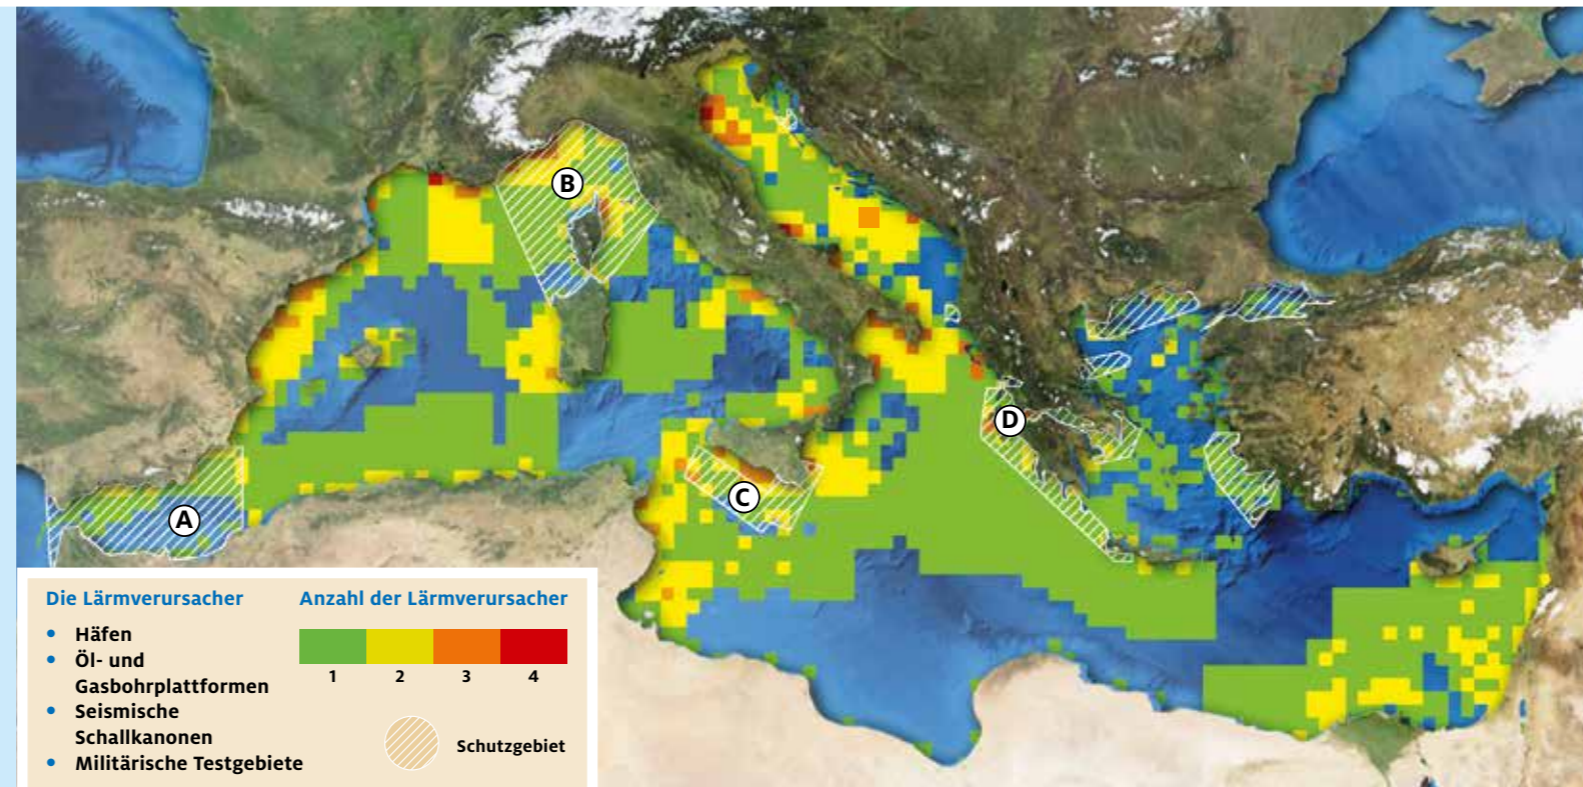 B
D
C
A
Die Lärmverursacher
• Häfen
• Öl- und
Gasbohrplattformen
• Seismische
Schallkanonen
• Militärische Testgebiete
Anzahl der Lärmverursacher
1 2 3 4
Schutzgebiet